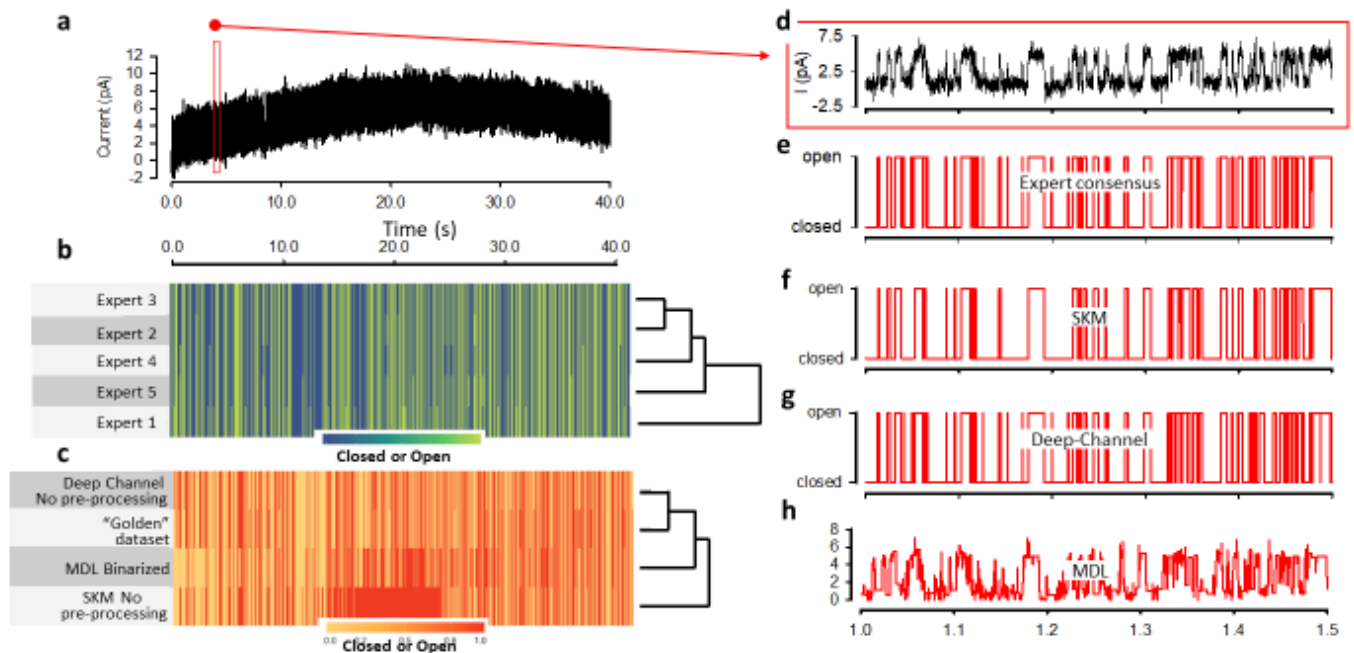 a
Current (pA)
12
10
8
6
4
2
0
-2
0.0 10.0 20.0 30.0 40.0
Time (s)
b
0.0 10.0 20.0 30.0 40.0
Expert 3
Expert 2
Expert 4
Expert 5
Expert 1
Closed or Open
c
Deep Channel
No pre-processing
"Golden"
dataset
MDL Binarized
SKM No
pre-processing
0.0 1.0
Closed or Open
d
I (pA)
7.5
2.5
-2.5
e
open
Expert consensus
closed
f
open
SKM
closed
g
open
Deep-Channel
closed
h
8
6
4
MDL
2
0
1.0 1.1 1.2 1.3 1.4 1.5